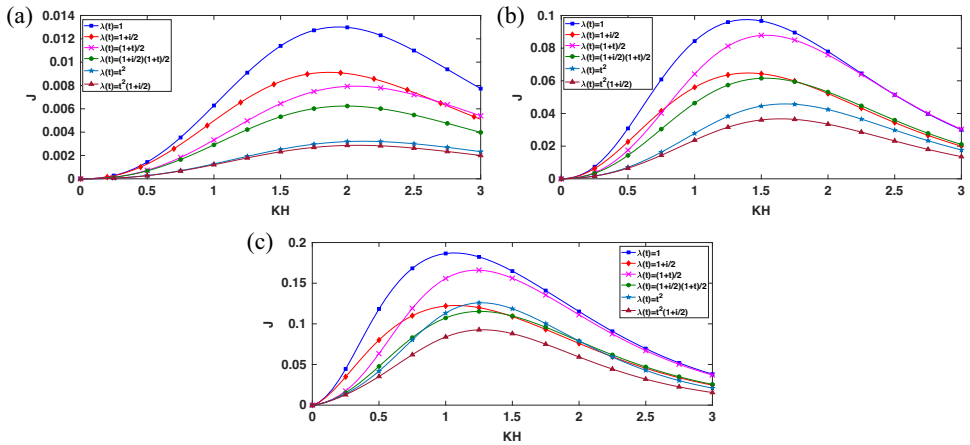 (a)
0.014
0.012
0.01
0.008
0.006
0.004
0.002
0
J
0 0.5 1 1.5 2 2.5 3
KH
λ(t)=1
λ(t)=1+i/2
λ(t)=(1+t)/2
λ(t)=(1+i/2)(1+t)/2
λ(t)=t²
λ(t)=t²(1+i/2)
(b)
0.1
0.08
0.06
0.04
0.02
0
J
0 0.5 1 1.5 2 2.5 3
KH
λ(t)=1
λ(t)=1+i/2
λ(t)=(1+t)/2
λ(t)=(1+i/2)(1+t)/2
λ(t)=t²
λ(t)=t²(1+i/2)
(c)
0.2
0.15
0.1
0.05
0
J
0 0.5 1 1.5 2 2.5 3
KH
λ(t)=1
λ(t)=1+i/2
λ(t)=(1+t)/2
λ(t)=(1+i/2)(1+t)/2
λ(t)=t²
λ(t)=t²(1+i/2)